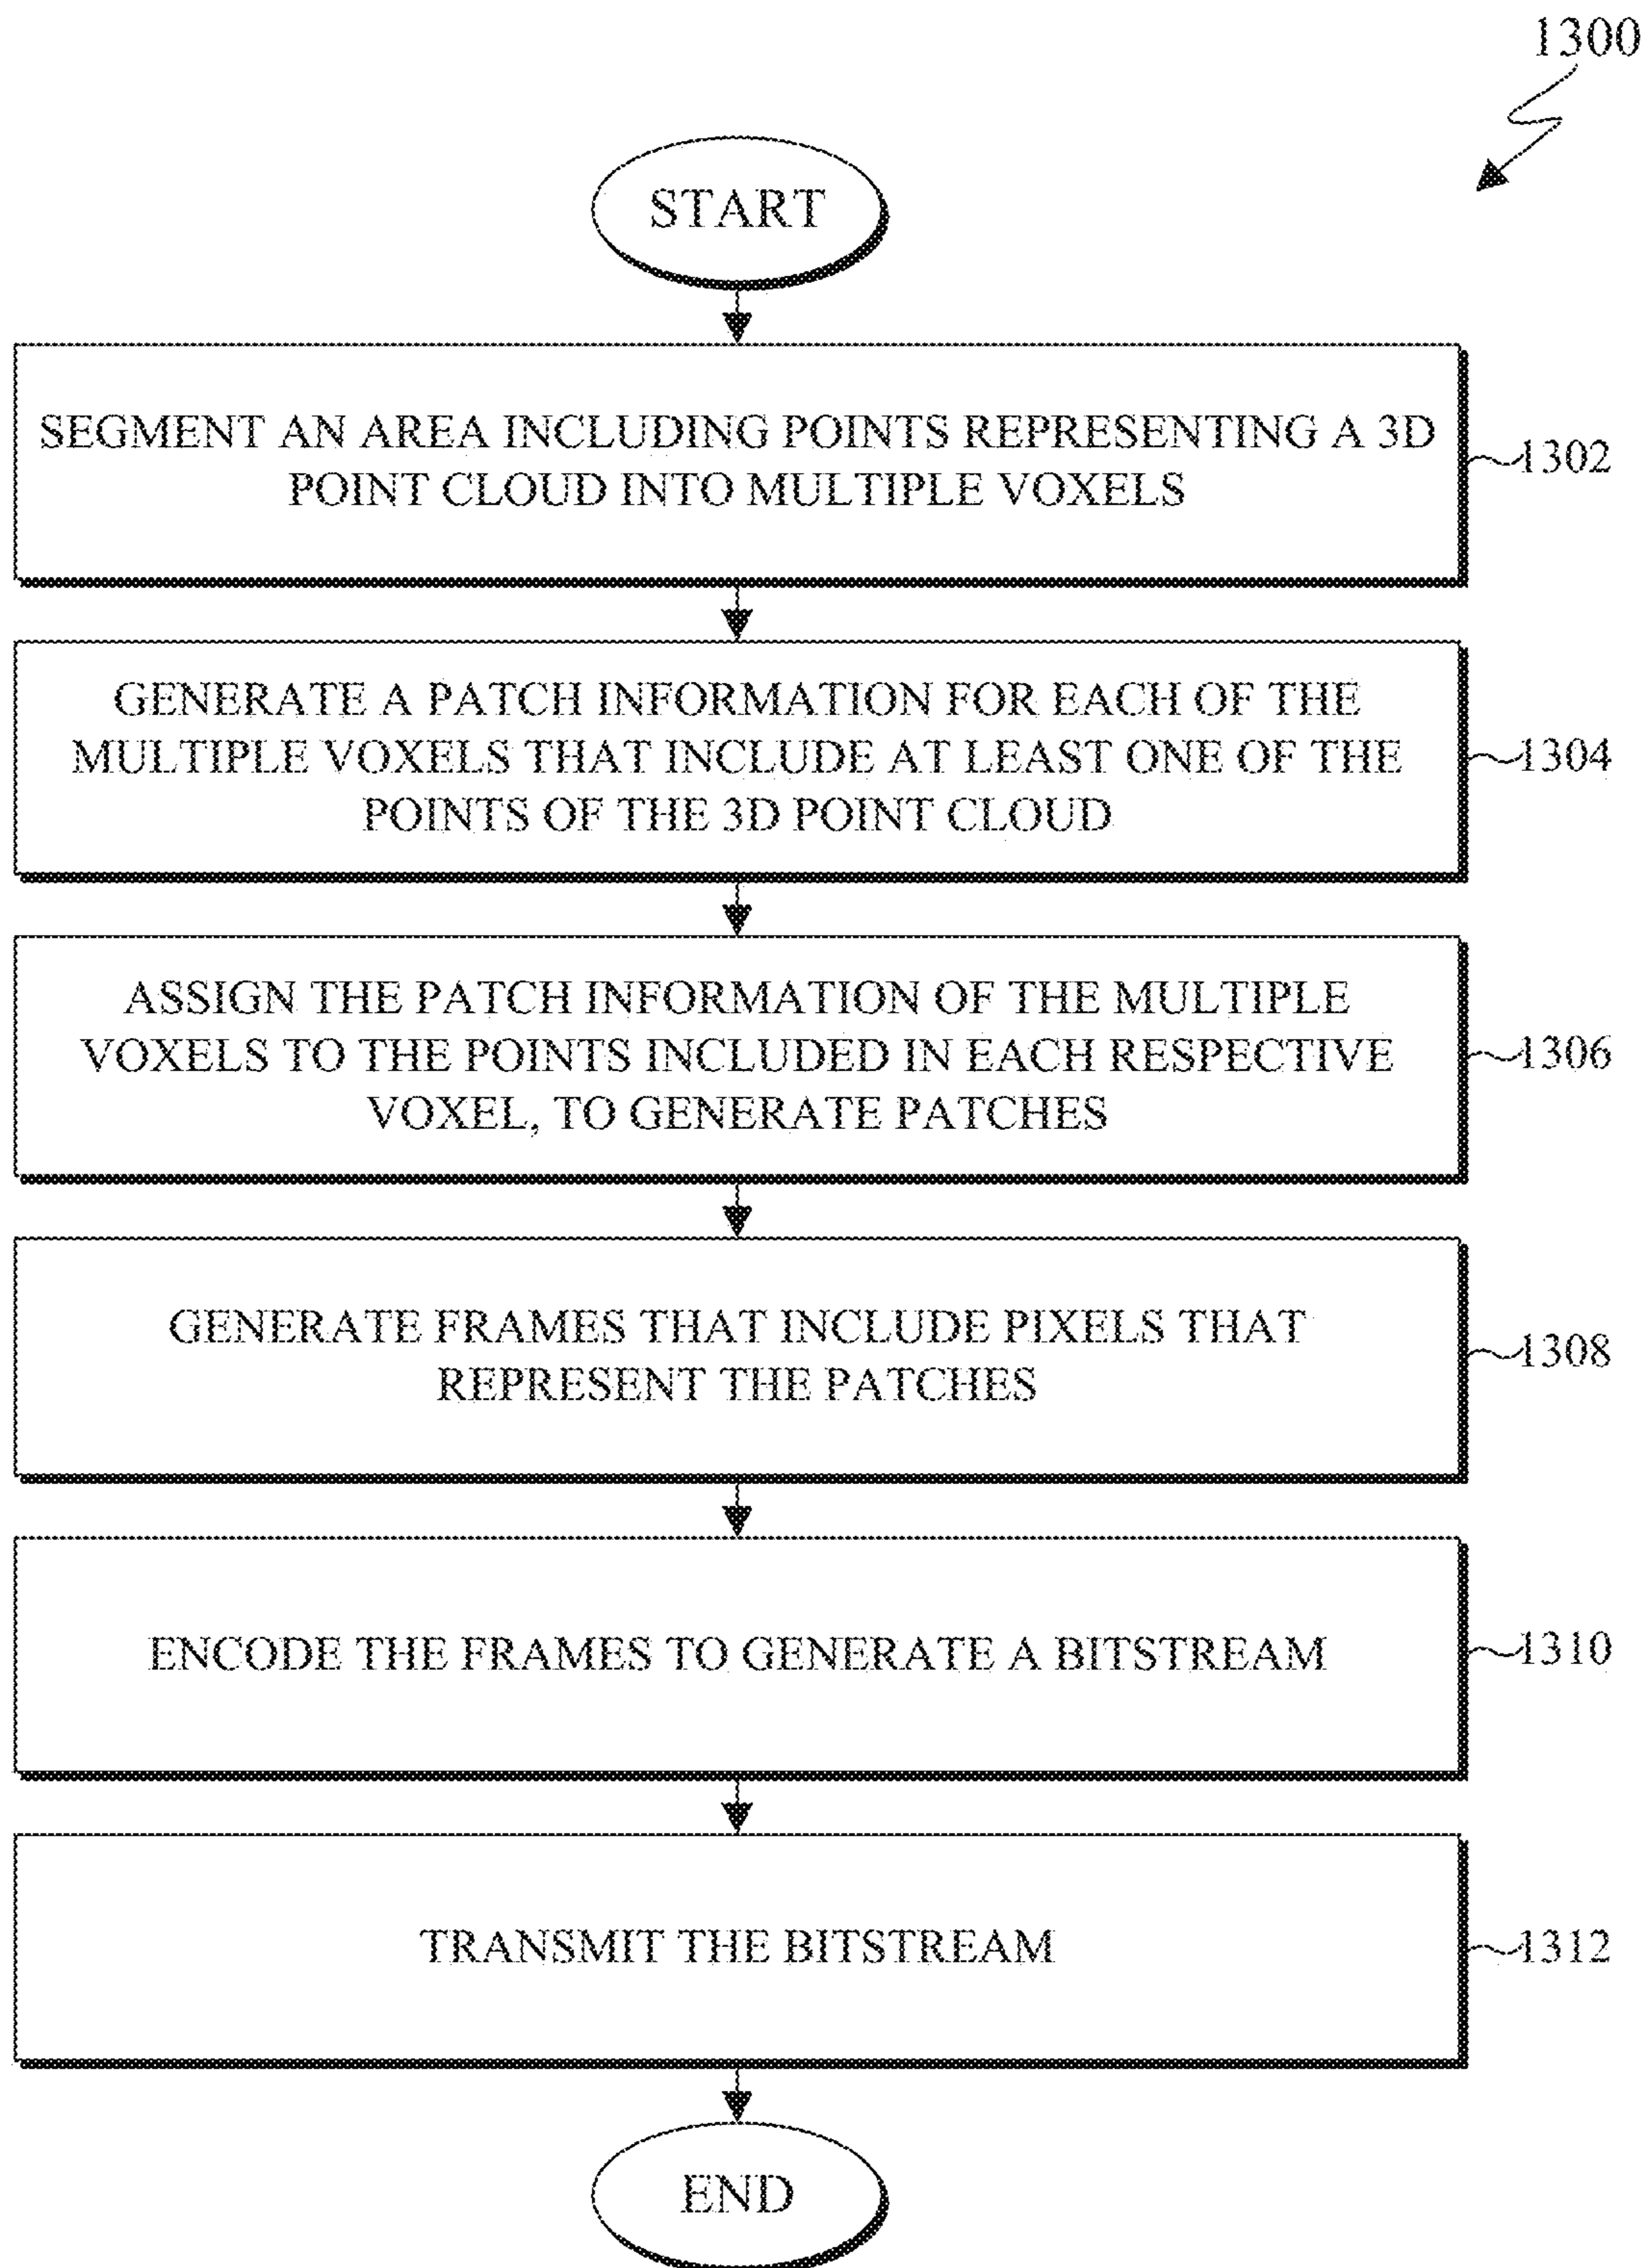 1300
START
SEGMENT AN AREA INCLUDING POINTS REPRESENTING A 3D
POINT CLOUD INTO MULTIPLE VOXELS
1302
GENERATE A PATCH INFORMATION FOR EACH OF THE
MULTIPLE VOXELS THAT INCLUDE AT LEAST ONE OF THE
POINTS OF THE 3D POINT CLOUD
1304
ASSIGN THE PATCH INFORMATION OF THE MULTIPLE
VOXELS TO THE POINTS INCLUDED IN EACH RESPECTIVE
VOXEL, TO GENERATE PATCHES
1306
GENERATE FRAMES THAT INCLUDE PIXELS THAT
REPRESENT THE PATCHES
1308
ENCODE THE FRAMES TO GENERATE A BITSTREAM
1310
TRANSMIT THE BITSTREAM
1312
END